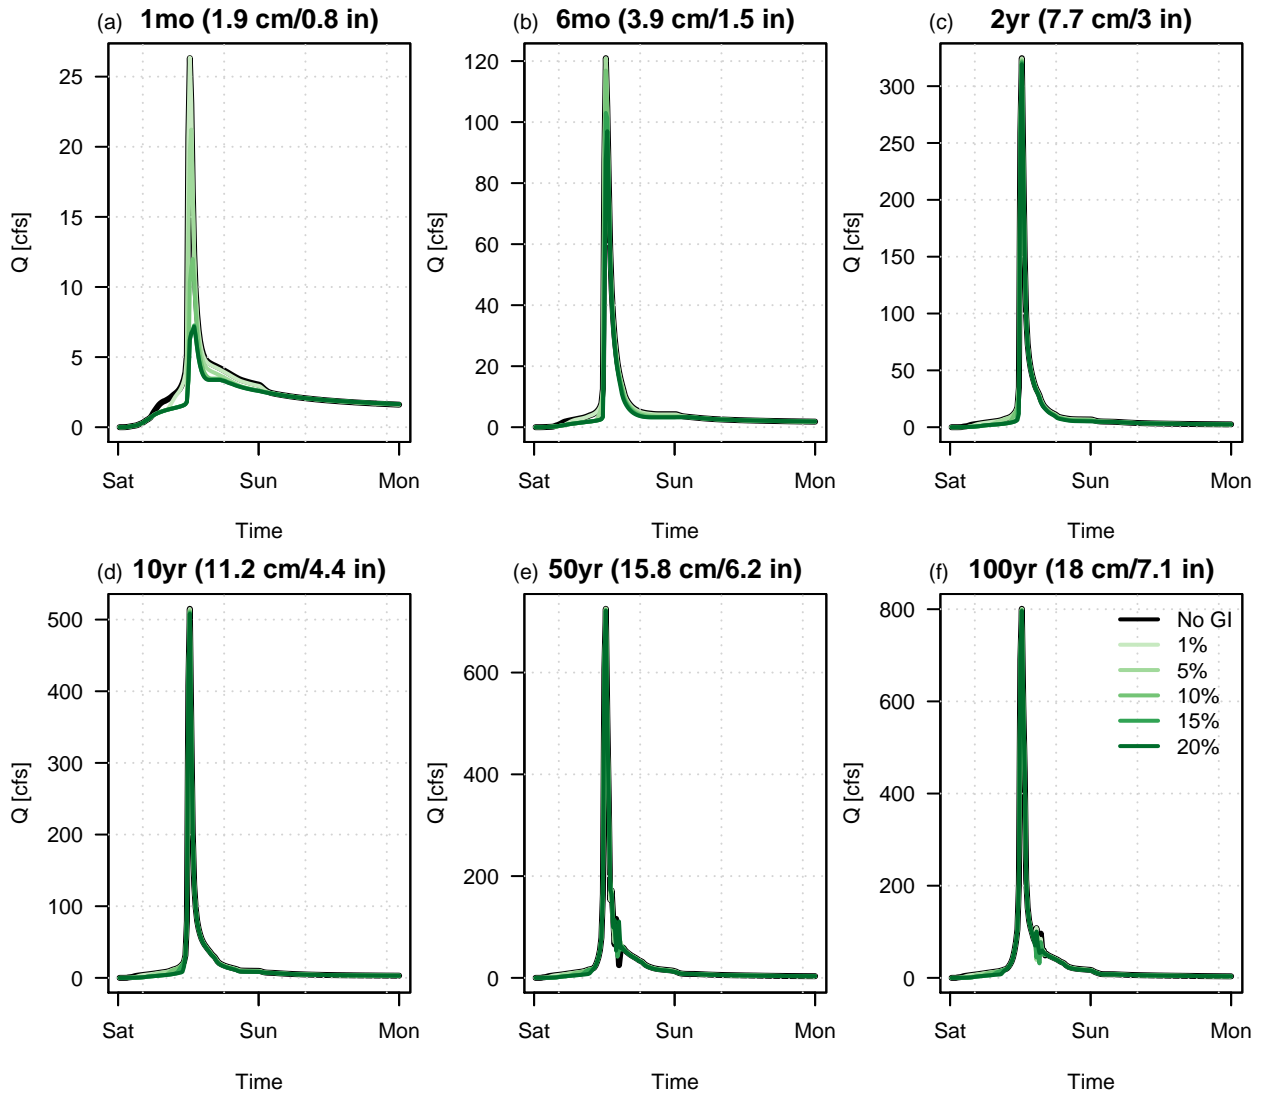 (a) 1mo (1.9 cm/0.8 in)
Q [cfs]
25
20
15
10
5
0
Sat Sun Mon
Time
(b) 6mo (3.9 cm/1.5 in)
Q [cfs]
120
100
80
60
40
20
0
Sat Sun Mon
Time
(c) 2yr (7.7 cm/3 in)
Q [cfs]
300
250
200
150
100
50
0
Sat Sun Mon
Time
(d) 10yr (11.2 cm/4.4 in)
Q [cfs]
500
400
300
200
100
0
Sat Sun Mon
Time
(e) 50yr (15.8 cm/6.2 in)
Q [cfs]
600
400
200
0
Sat Sun Mon
Time
(f) 100yr (18 cm/7.1 in)
Q [cfs]
800
600
400
200
0
No GI
1%
5%
10%
15%
20%
Sat Sun Mon
Time